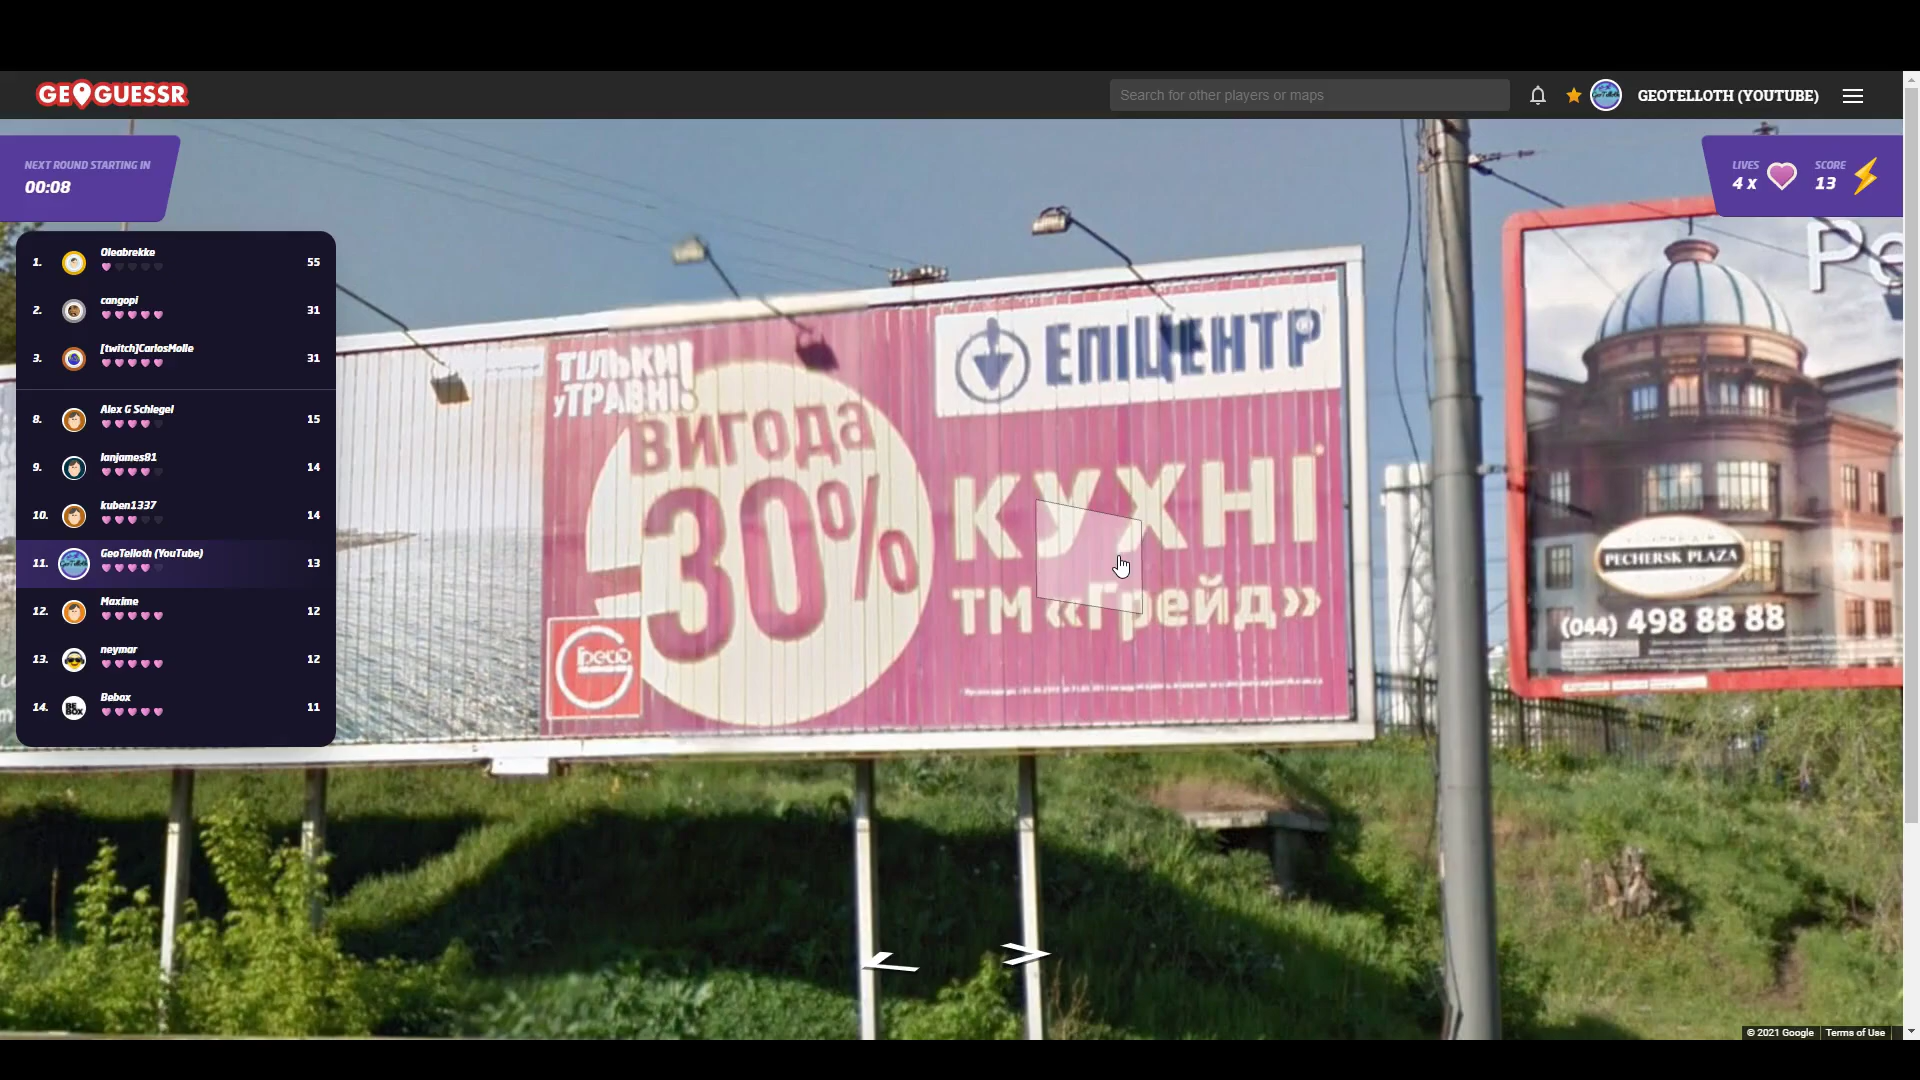 GEOGUESSR
Search for other players or maps
GEOTELLOTH (YOUTUBE)
NEXT ROUND STARTING IN
00:08
LIVES
4 x
SCORE
13
1. Oleabrekke 55
2. cangopi 31
3. [twitch]CarlosMolle 31
8. Alex G Schlegel 15
9. Ianjames81 14
10. kuben1337 14
11. GeoTelloth (YouTube) 13
12. Maxime 12
13. neymar 12
14. Bebox 11
BE
BOX
ТІЛЬКИ!
у ТРАВНІ!
ВИГОДА
30%
Грейд
ЕПІЦЕНТР®
КУХНІ*
ТМ «Грейд»
PECHERSK PLAZA
(044) 498 88 88
© 2021 Google
Terms of Use